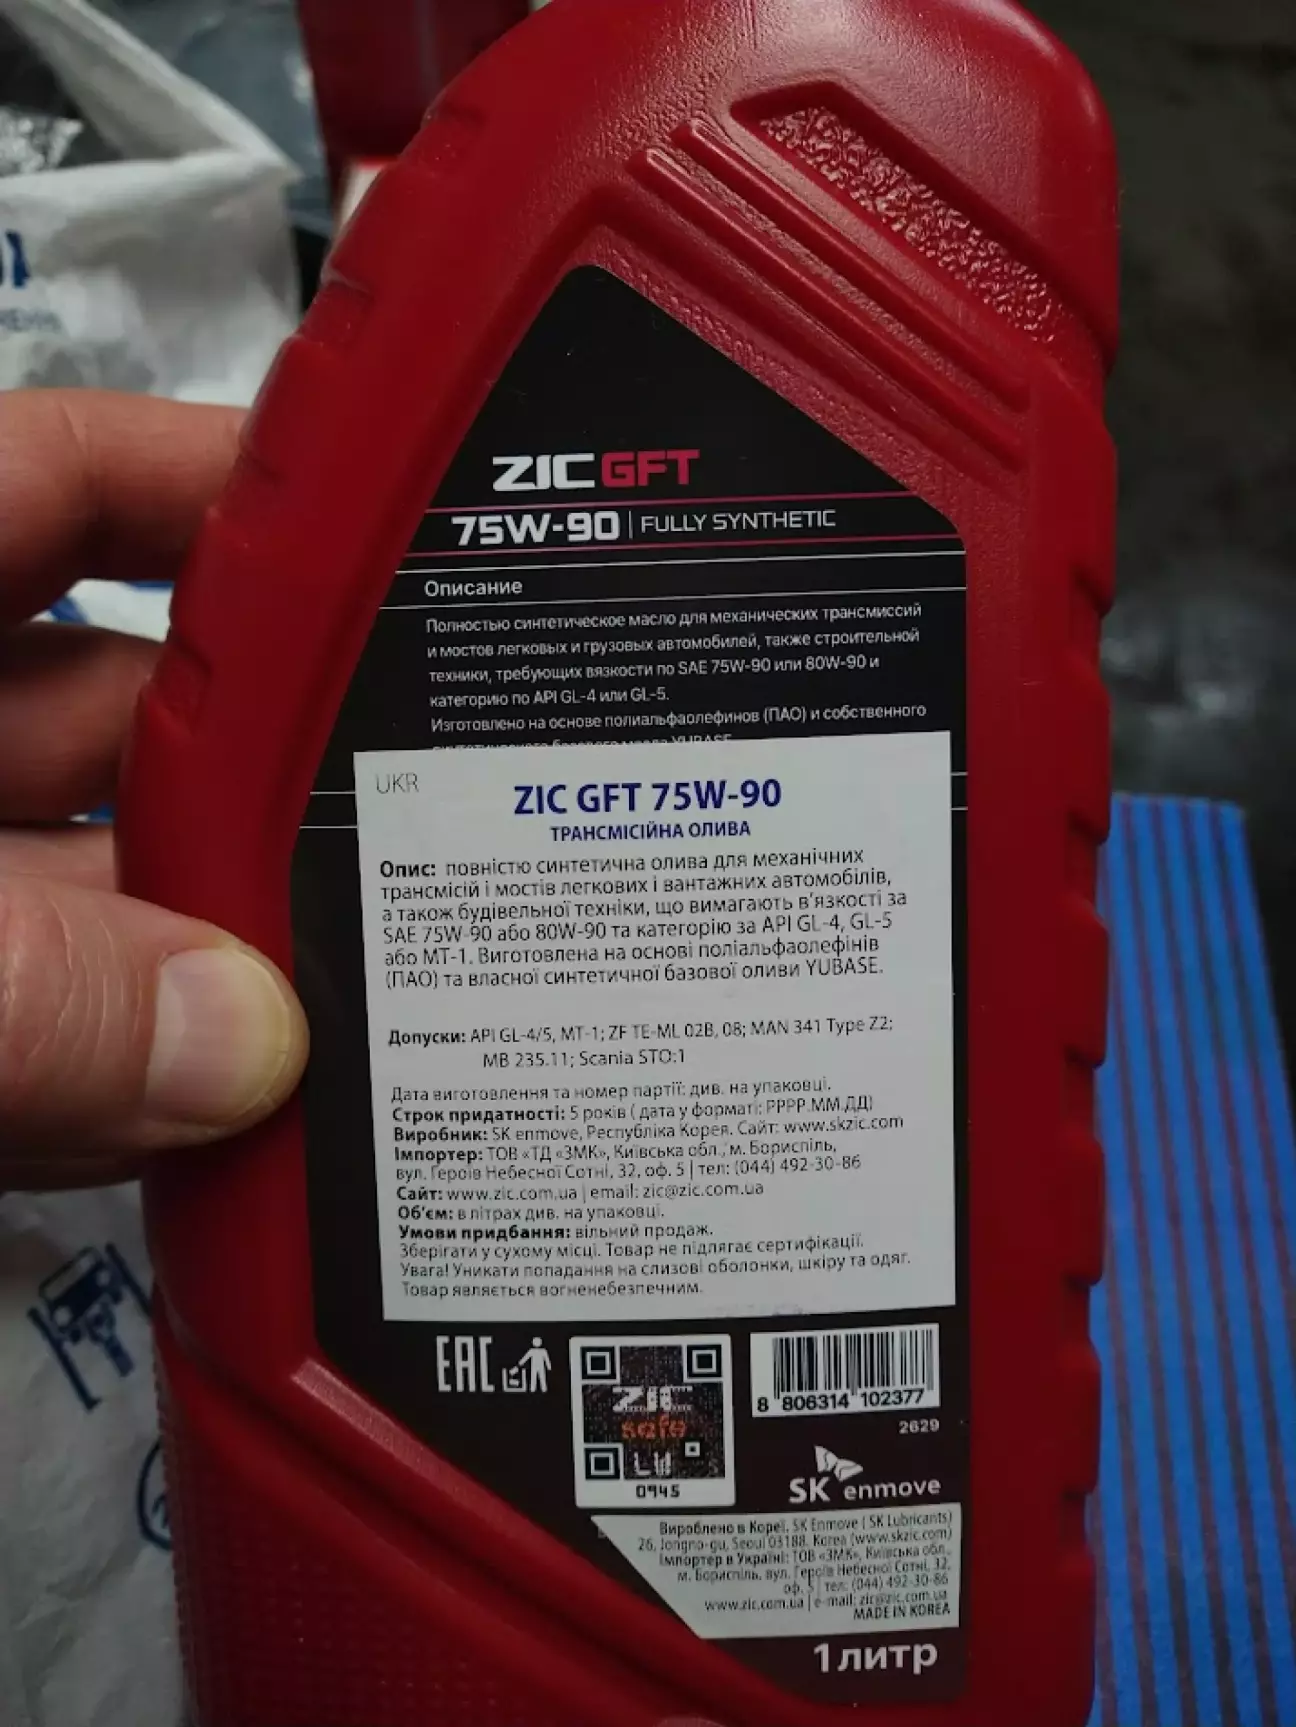 ZIC GFT
75W-90 | FULLY SYNTHETIC
Описание
Полностью синтетическое масло для механических трансмиссий
и мостов легковых и грузовых автомобилей, также строительной
техники, требующих вязкости по SAE 75W-90 или 80W-90 и
категорию по API GL-4 или GL-5.
Изготовлено на основе полиальфаолефинов (ПАО) и собственного
UKR
ZIC GFT 75W-90
ТРАНСМІСІЙНА ОЛИВА
Опис: повністю синтетична олива для механічних
трансмісій і мостів легкових і вантажних автомобілів,
а також будівельної техніки, що вимагають в'язкості за
SAE 75W-90 або 80W-90 та категорію за API GL-4, GL-5
або MT-1. Виготовлена на основі поліальфаолефінів
(ПАО) та власної синтетичної базової оливи YUBASE.
Допуски: API GL-4/5, MT-1; ZF TE-ML 02B, 08; MAN 341 Type Z2;
MB 235.11; Scania STO:1
Дата виготовлення та номер партії: див. на упаковці.
Строк придатності: 5 років ( дата у форматі: РРРР.ММ.ДД)
Виробник: SK enmove, Республіка Корея. Сайт: www.skzic.com
Імпортер: ТОВ «ТД «ЗМК», Київська обл., м. Бориспіль,
вул. Героїв Небесної Сотні, 32, оф. 5 | тел: (044) 492-30-86
Сайт: www.zic.com.ua | email: zic@zic.com.ua
Об'єм: в літрах див. на упаковці.
Умови придбання: вільний продаж.
Зберігати у сухому місці. Товар не підлягає сертифікації.
Увага! Уникати попадання на слизові оболонки, шкіру та одяг.
Товар являється вогненебезпечним.
EAC
ZIC
safe
LW
0945
8 806314 102377
2629
SK enmove
Вироблено в Кореї. SK Enmove ( SK Lubricants)
26, Jongno-gu, Seoul 03188. Korea (www.skzic.com)
Імпортер в Україні: ТОВ «ЗМК», Київська обл.,
м. Бориспіль, вул. Героїв Небесної Сотні, 32,
оф. 5 | тел: (044) 492-30-86
www.zic.com.ua | e-mail: zic@zic.com.ua
MADE IN KOREA
1 литр